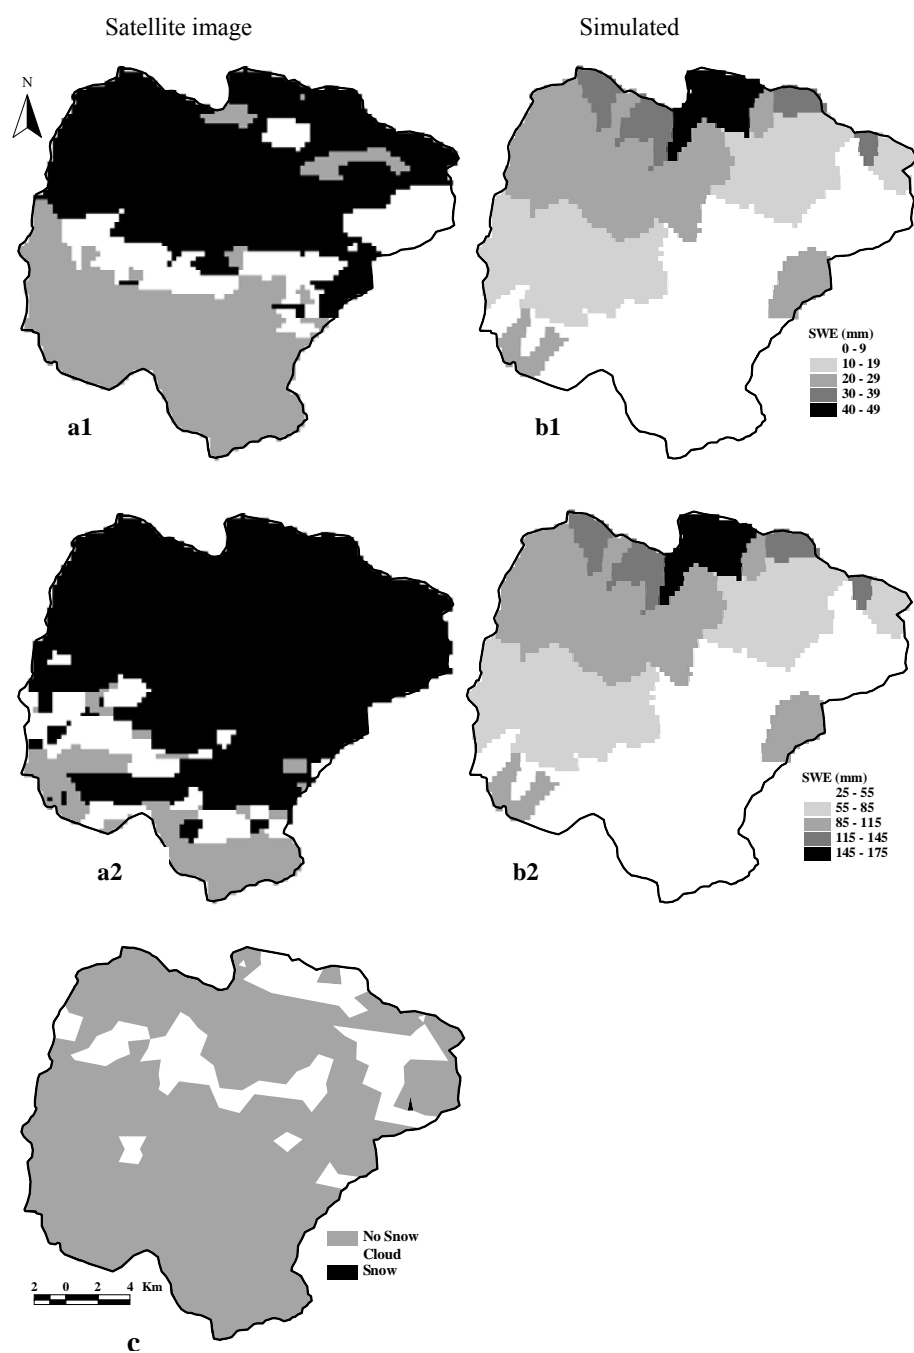 Satellite image
Simulated
N
SWE (mm)
0 - 9
10 - 19
20 - 29
30 - 39
40 - 49
a1
b1
SWE (mm)
25 - 55
55 - 85
85 - 115
115 - 145
145 - 175
a2
b2
No Snow
Cloud
Snow
2 0 2 4 Km
c